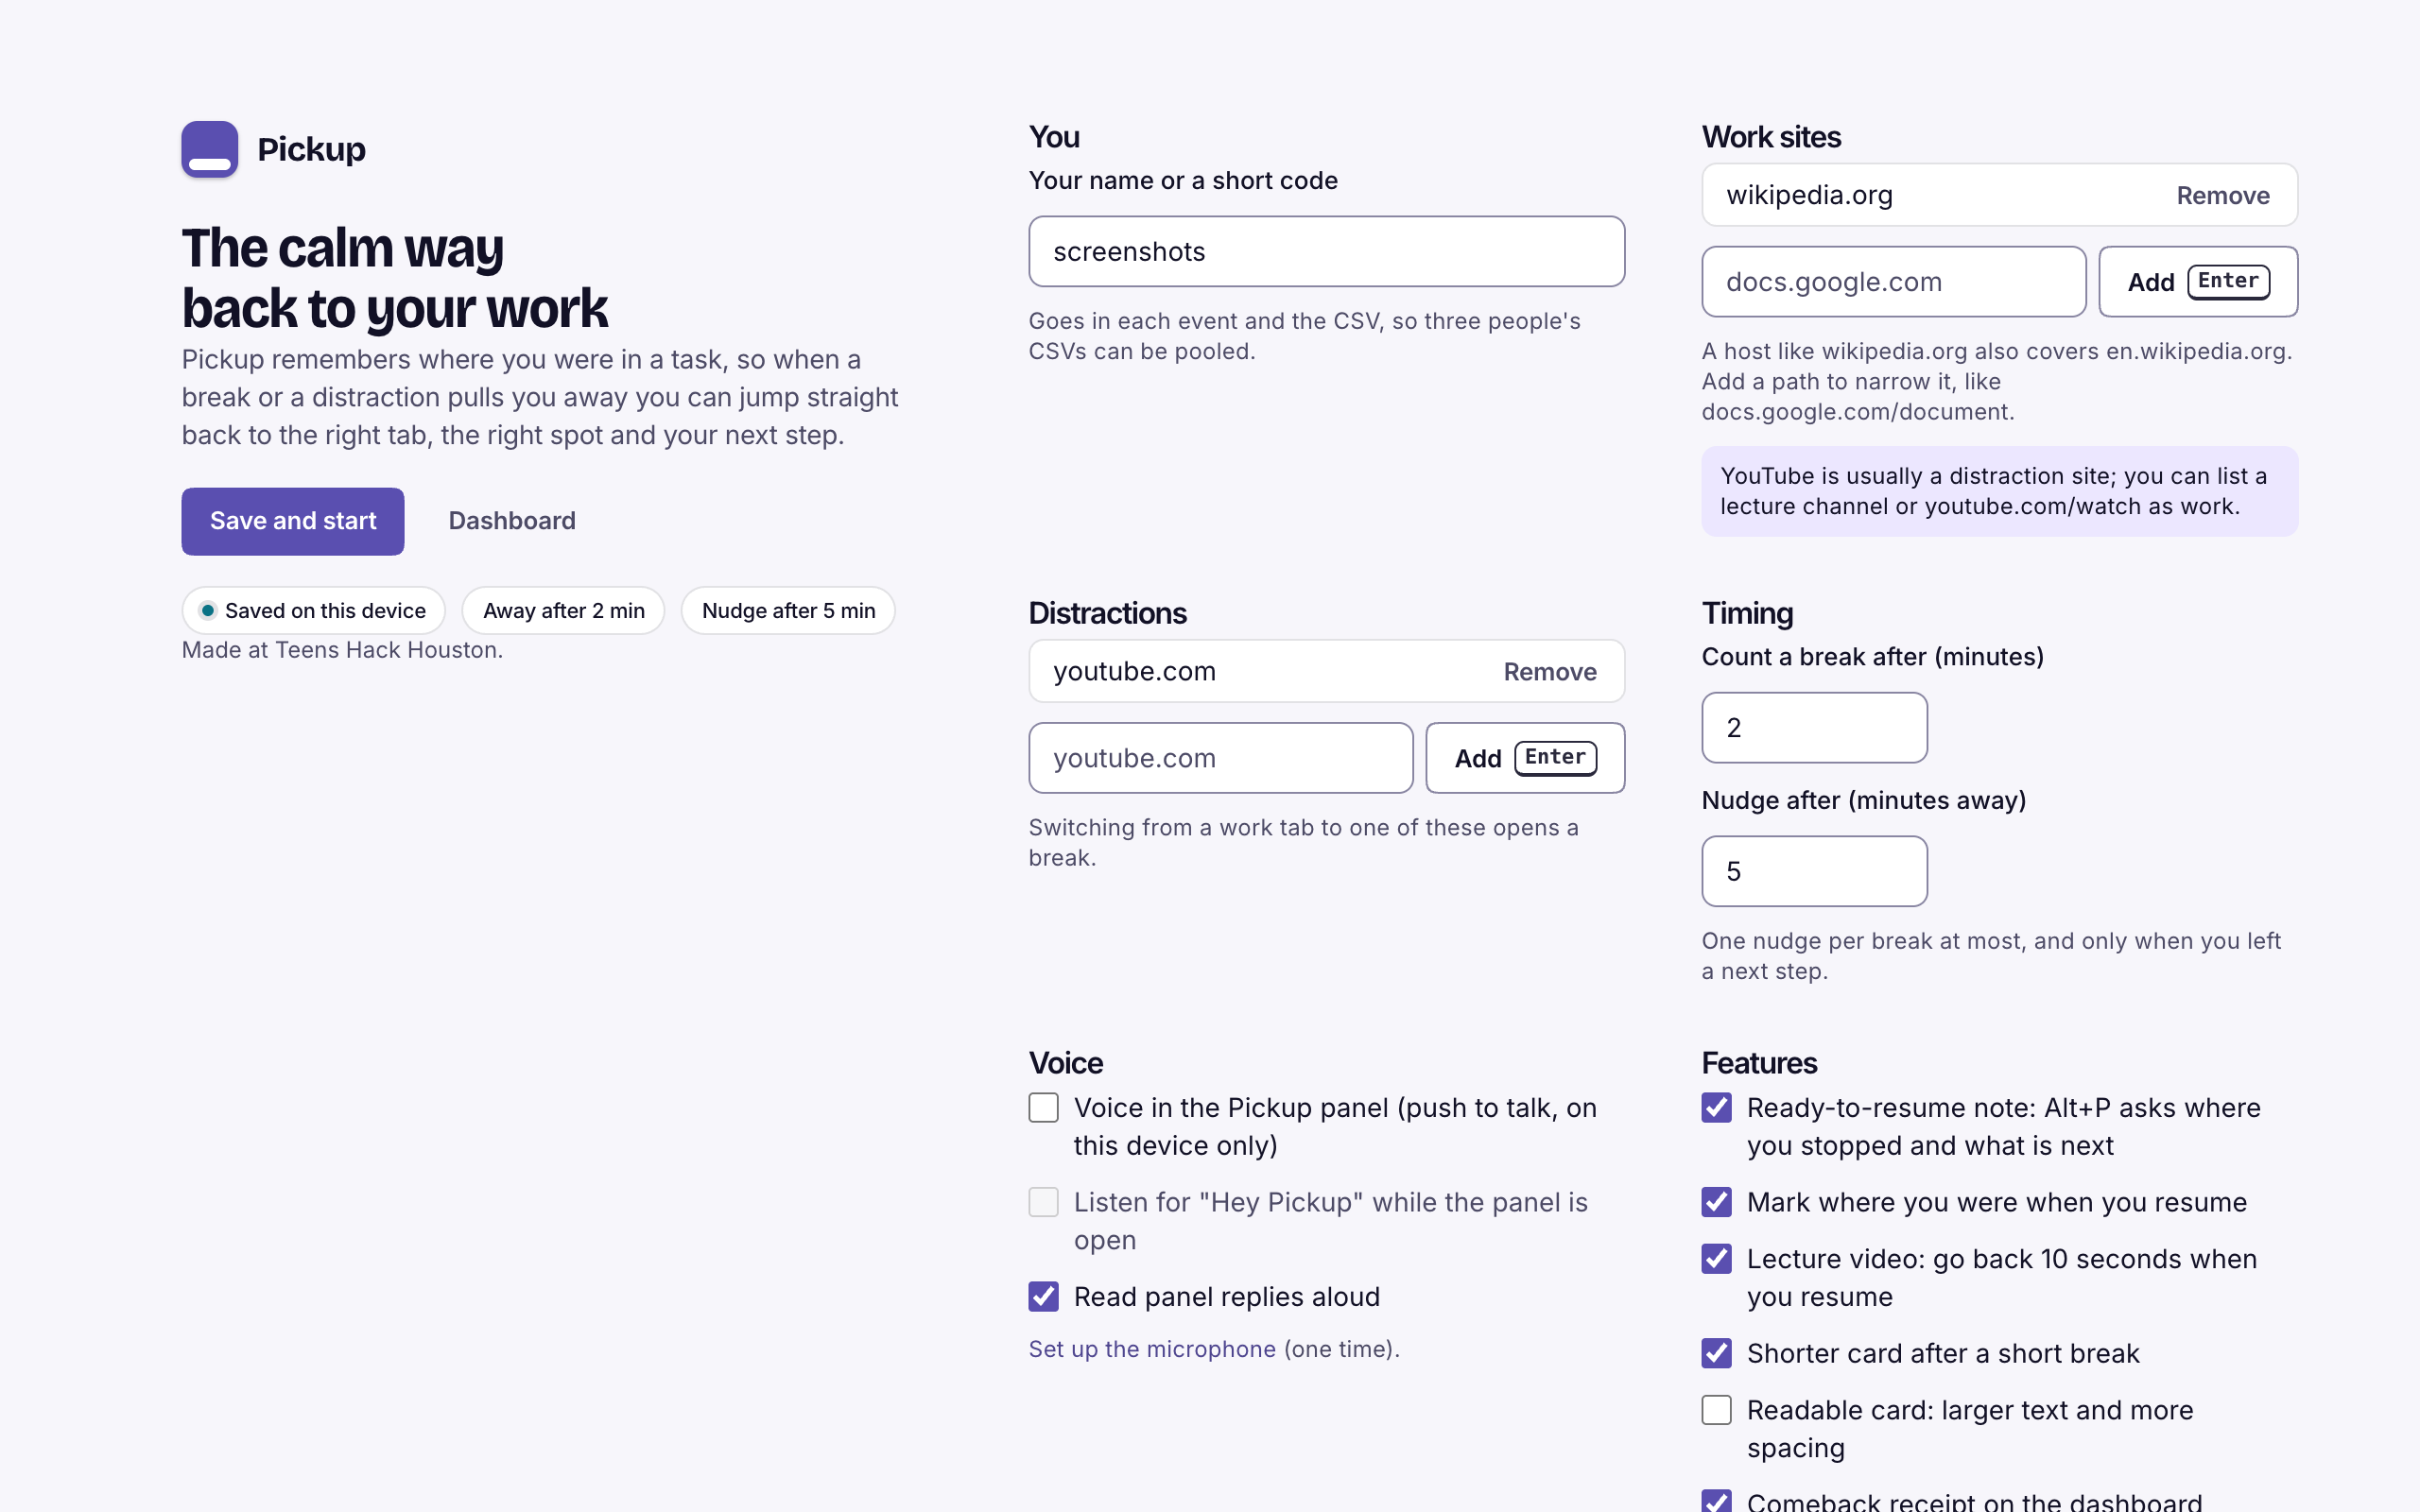 Pickup
The calm way
back to your work
Pickup remembers where you were in a task, so when a
break or a distraction pulls you away you can jump straight
back to the right tab, the right spot and your next step.
Save and start
Dashboard
Saved on this device
Away after 2 min
Nudge after 5 min
Made at Teens Hack Houston.
You
Your name or a short code
screenshots
Goes in each event and the CSV, so three people's
CSVs can be pooled.
Work sites
wikipedia.org
Remove
docs.google.com
Add Enter
A host like wikipedia.org also covers en.wikipedia.org.
Add a path to narrow it, like
docs.google.com/document.
YouTube is usually a distraction site; you can list a
lecture channel or youtube.com/watch as work.
Distractions
youtube.com
Remove
youtube.com
Add Enter
Switching from a work tab to one of these opens a
break.
Timing
Count a break after (minutes)
2
Nudge after (minutes away)
5
One nudge per break at most, and only when you left
a next step.
Voice
Voice in the Pickup panel (push to talk, on
this device only)
Listen for "Hey Pickup" while the panel is
open
Read panel replies aloud
Set up the microphone (one time).
Features
Ready-to-resume note: Alt+P asks where
you stopped and what is next
Mark where you were when you resume
Lecture video: go back 10 seconds when
you resume
Shorter card after a short break
Readable card: larger text and more
spacing
Comeback receipt on the dashboard